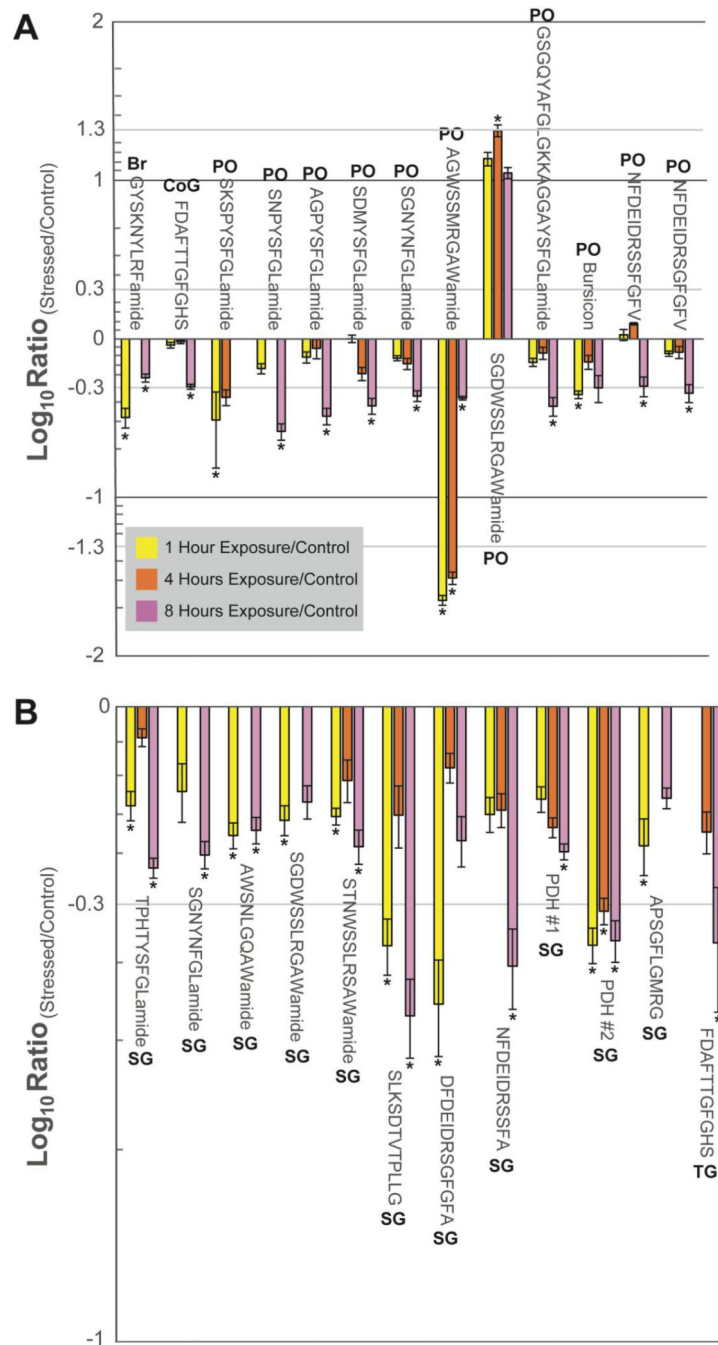 A
Log10 Ratio(Stressed/Control)
2
1.3
1
0.3
0
-0.3
-1
-1.3
-2
Br
GYSKNYLRFamide
CoG
FDAFTTGFGHS
PO
SKSPYSFGLamide
PO
SNPYSFGLamide
PO
AGPYSFGLamide
PO
SDMYSFGLamide
PO
SGNYNFGLamide
PO
AGWSSMRGAWamide
SGDWSSLRGAWamide
PO
PO
GSGQYAFGLGKKAGGAYSFGLamide
PO
Bursicon
PO
NFDEIDRSSFGFV
PO
NFDEIDRSGFGFV
* * * * * * * * * * * * * * * * *
1 Hour Exposure/Control
4 Hours Exposure/Control
8 Hours Exposure/Control
B
Log10 Ratio(Stressed/Control)
0
-0.3
-1
* * * * * * * * * * * * * * * * * * *
TPHTYSFGLamide
SG
SGNYNFGLamide
SG
AWSNLGQAWamide
SG
SGDWSSLRGAWamide
SG
STNWSSLRSAWamide
SG
SLKSDTVTPLLG
SG
DFDEIDRSGFGFA
SG
NFDEIDRSSFA
SG
PDH #1
SG
PDH #2
SG
APSGFLGMRG
SG
FDAFTTGFGHS
TG